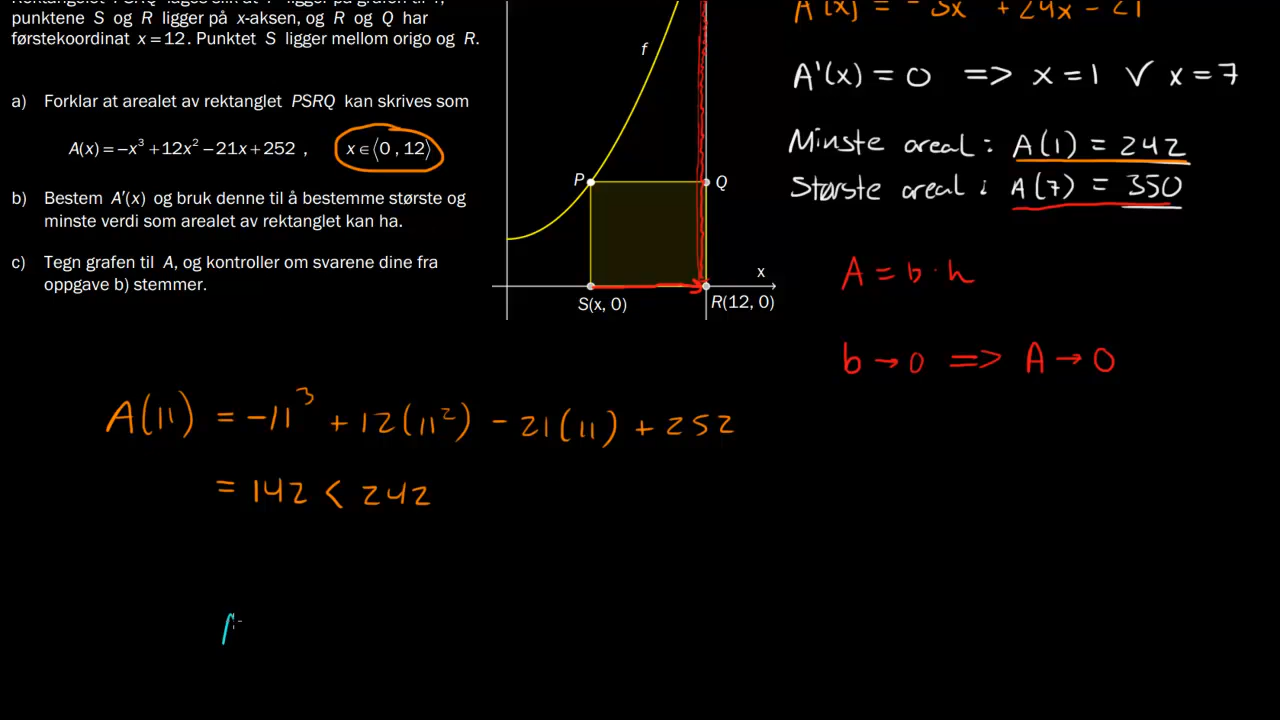 punktene S og R ligger på x-aksen, og R og Q har
førstekoordinat x = 12. Punktet S ligger mellom origo og R.
a) Forklar at arealet av rektanglet PSRQ kan skrives som
A(x) = −x³ + 12x² − 21x + 252 , x ∈ ⟨0 , 12⟩
b) Bestem A′(x) og bruk denne til å bestemme største og
minste verdi som arealet av rektanglet kan ha.
c) Tegn grafen til A, og kontroller om svarene dine fra
oppgave b) stemmer.
f
P
Q
x
S(x, 0)
R(12, 0)
A'(x) = -3x + 24x - 21
A'(x) = 0 => x = 1 ∨ x = 7
Minste areal : A(1) = 242
Største areal : A(7) = 350
A = b · h
b → 0 => A → 0
A(11) = -11³ + 12(11²) - 21(11) + 252
= 142 < 242